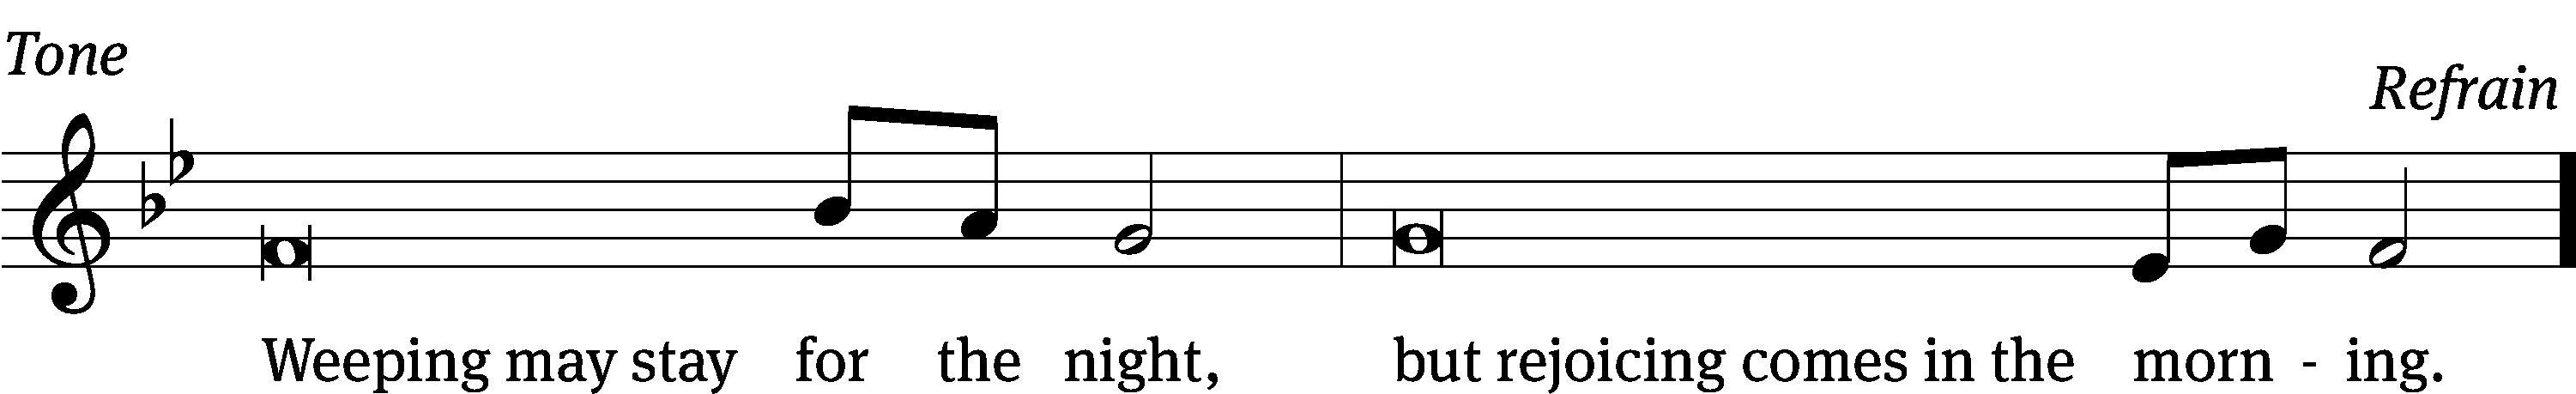 Tone
Refrain
Weeping may stay for the night, but rejoicing comes in the morn - ing.